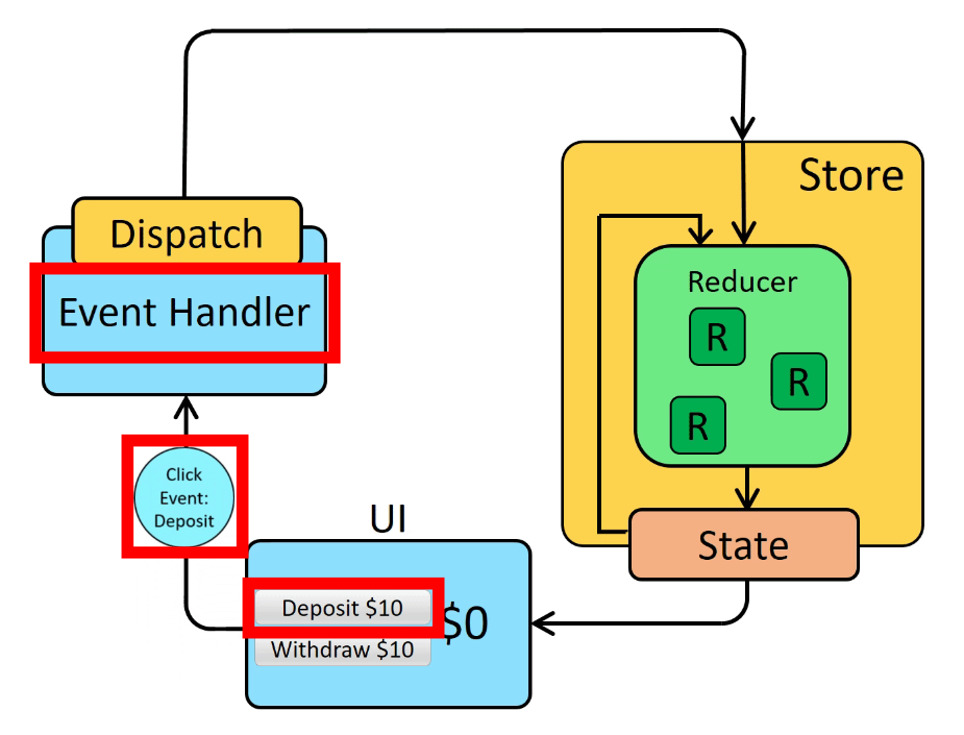 Store
Dispatch
Reducer
Event Handler
R
R
R
Click
Event:
Deposit
UI
State
Deposit $10
$0
Withdraw $10